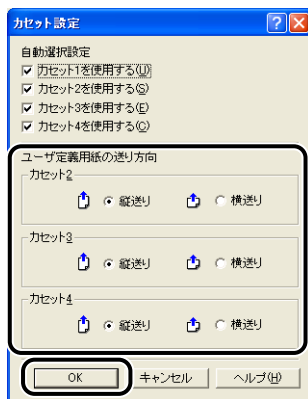 カセット設定
自動選択設定
カセット1を使用する(U)
カセット2を使用する(S)
カセット3を使用する(E)
カセット4を使用する(C)
ユーザ定義用紙の送り方向
カセット2
縦送り 横送り
カセット3
縦送り 横送り
カセット4
縦送り 横送り
OK キャンセル ヘルプ(H)